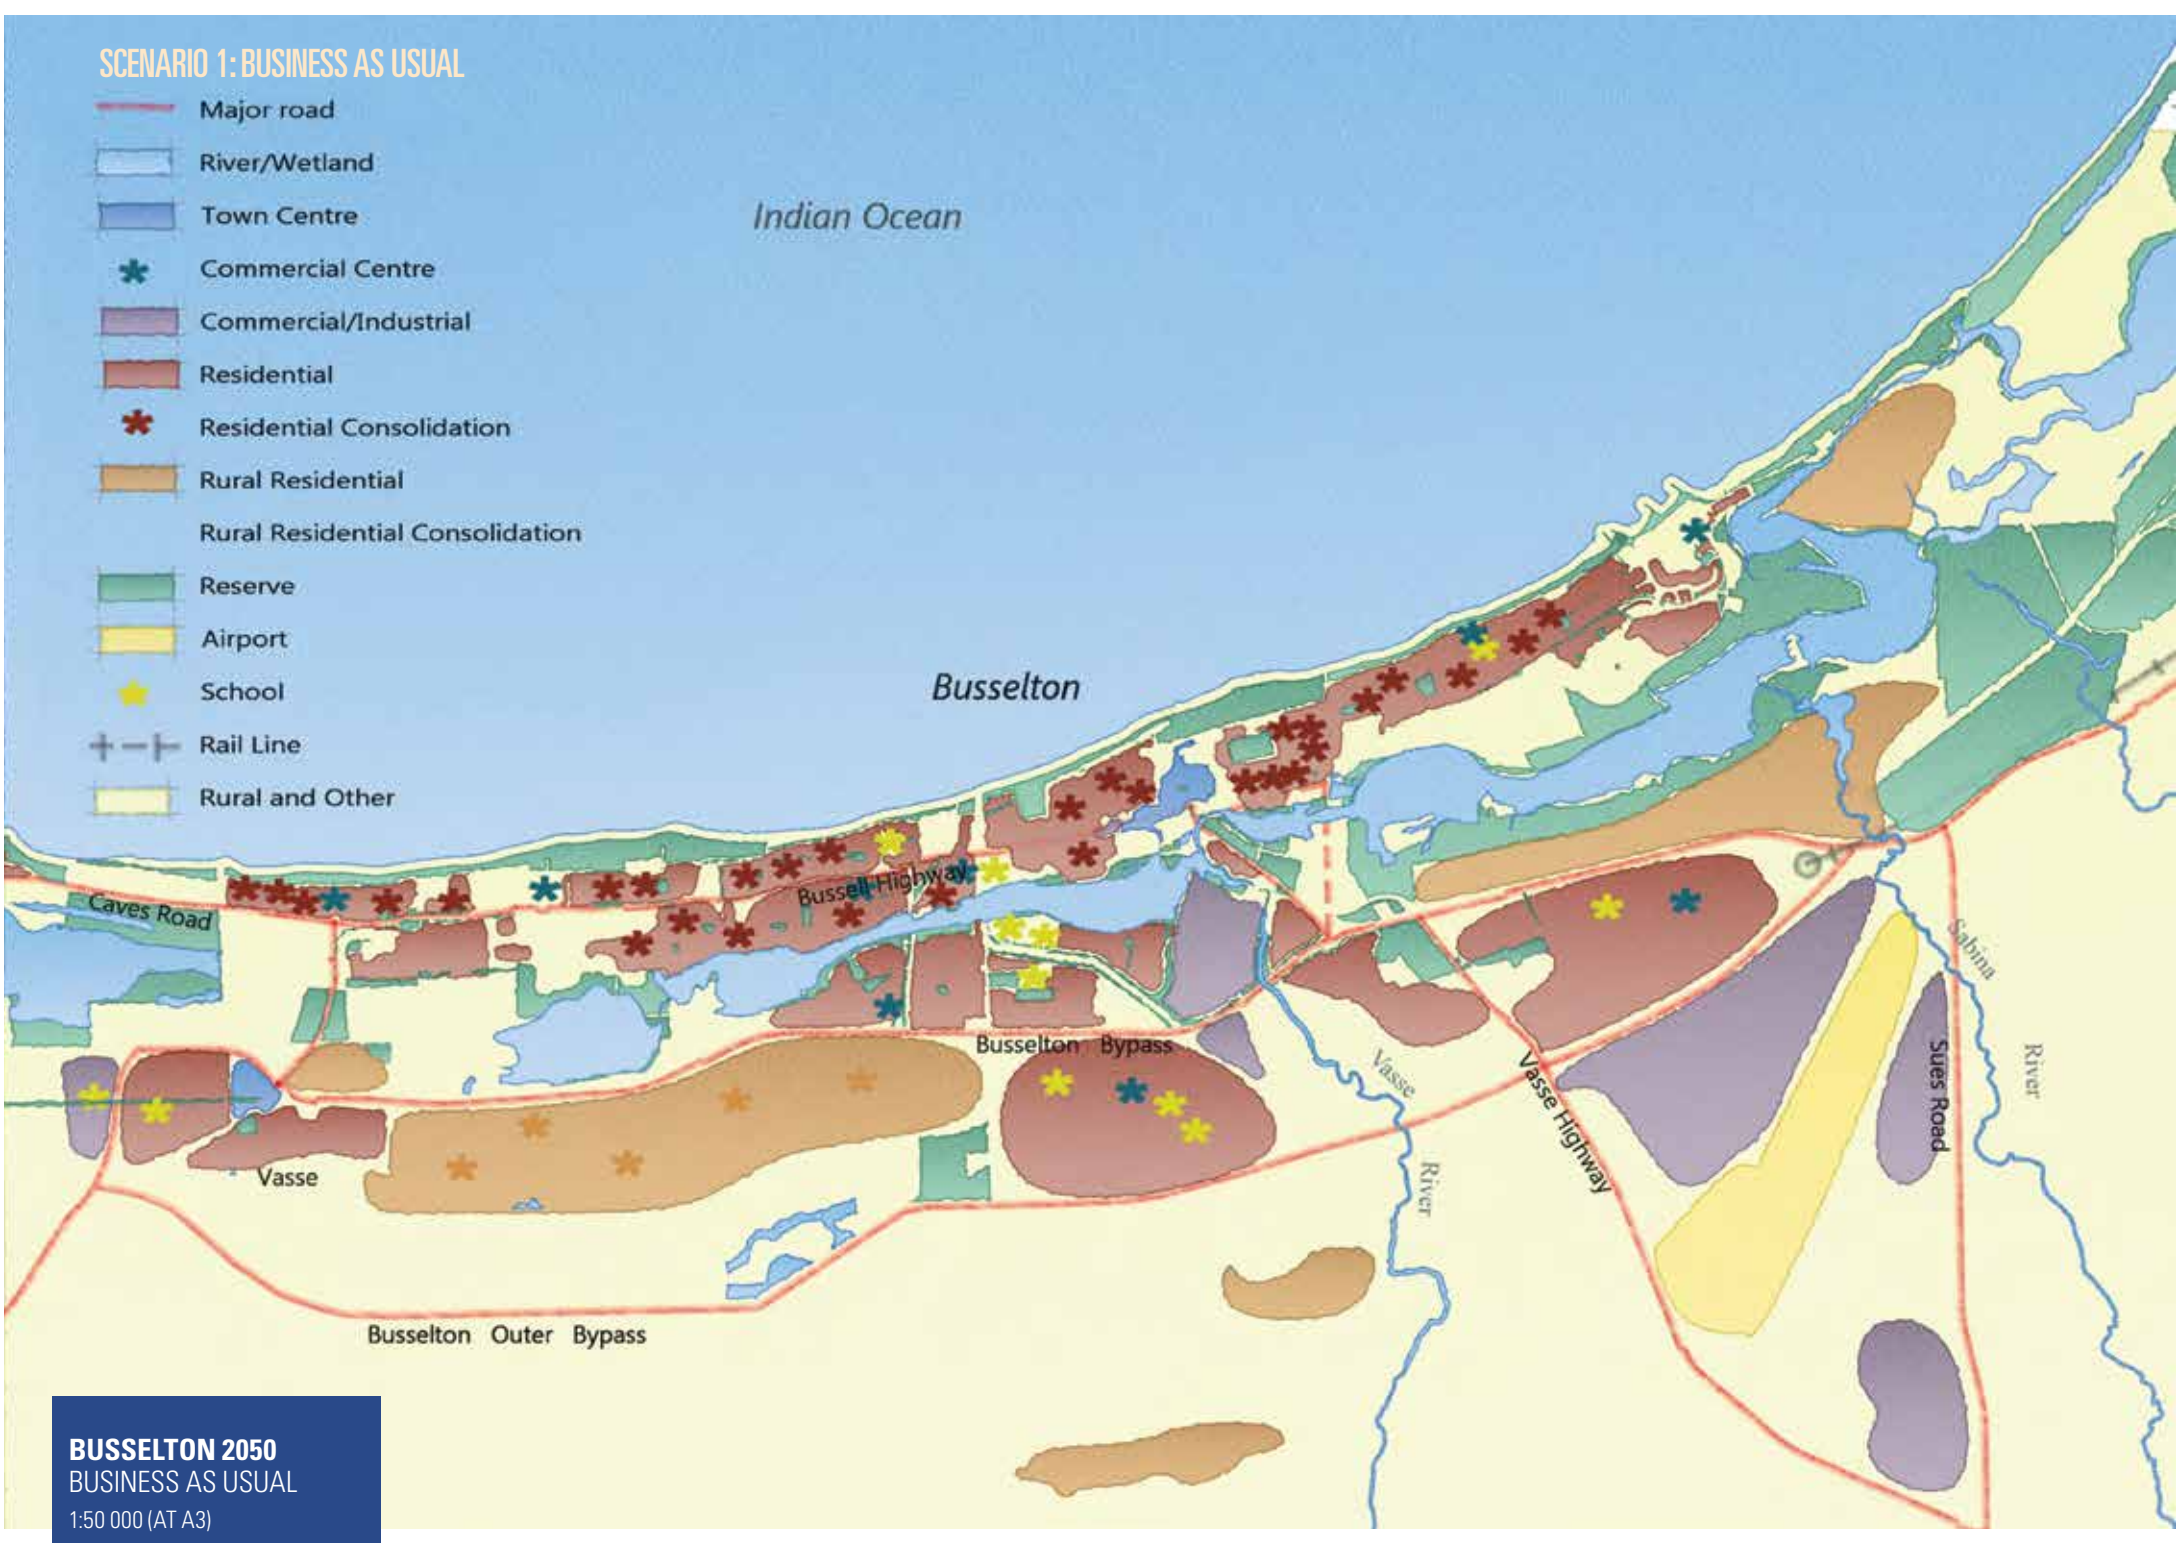 SCENARIO 1: BUSINESS AS USUAL
Major road
River/Wetland
Town Centre
Commercial Centre
Commercial/Industrial
Residential
Residential Consolidation
Rural Residential
Rural Residential Consolidation
Reserve
Airport
School
Rail Line
Rural and Other
Indian Ocean
Busselton
Caves Road
Bussell Highway
Busselton Bypass
Vasse
River
Vasse Highway
Sabina
River
Sues Road
Vasse
Busselton Outer Bypass
BUSSELTON 2050
BUSINESS AS USUAL
1:50 000 (AT A3)